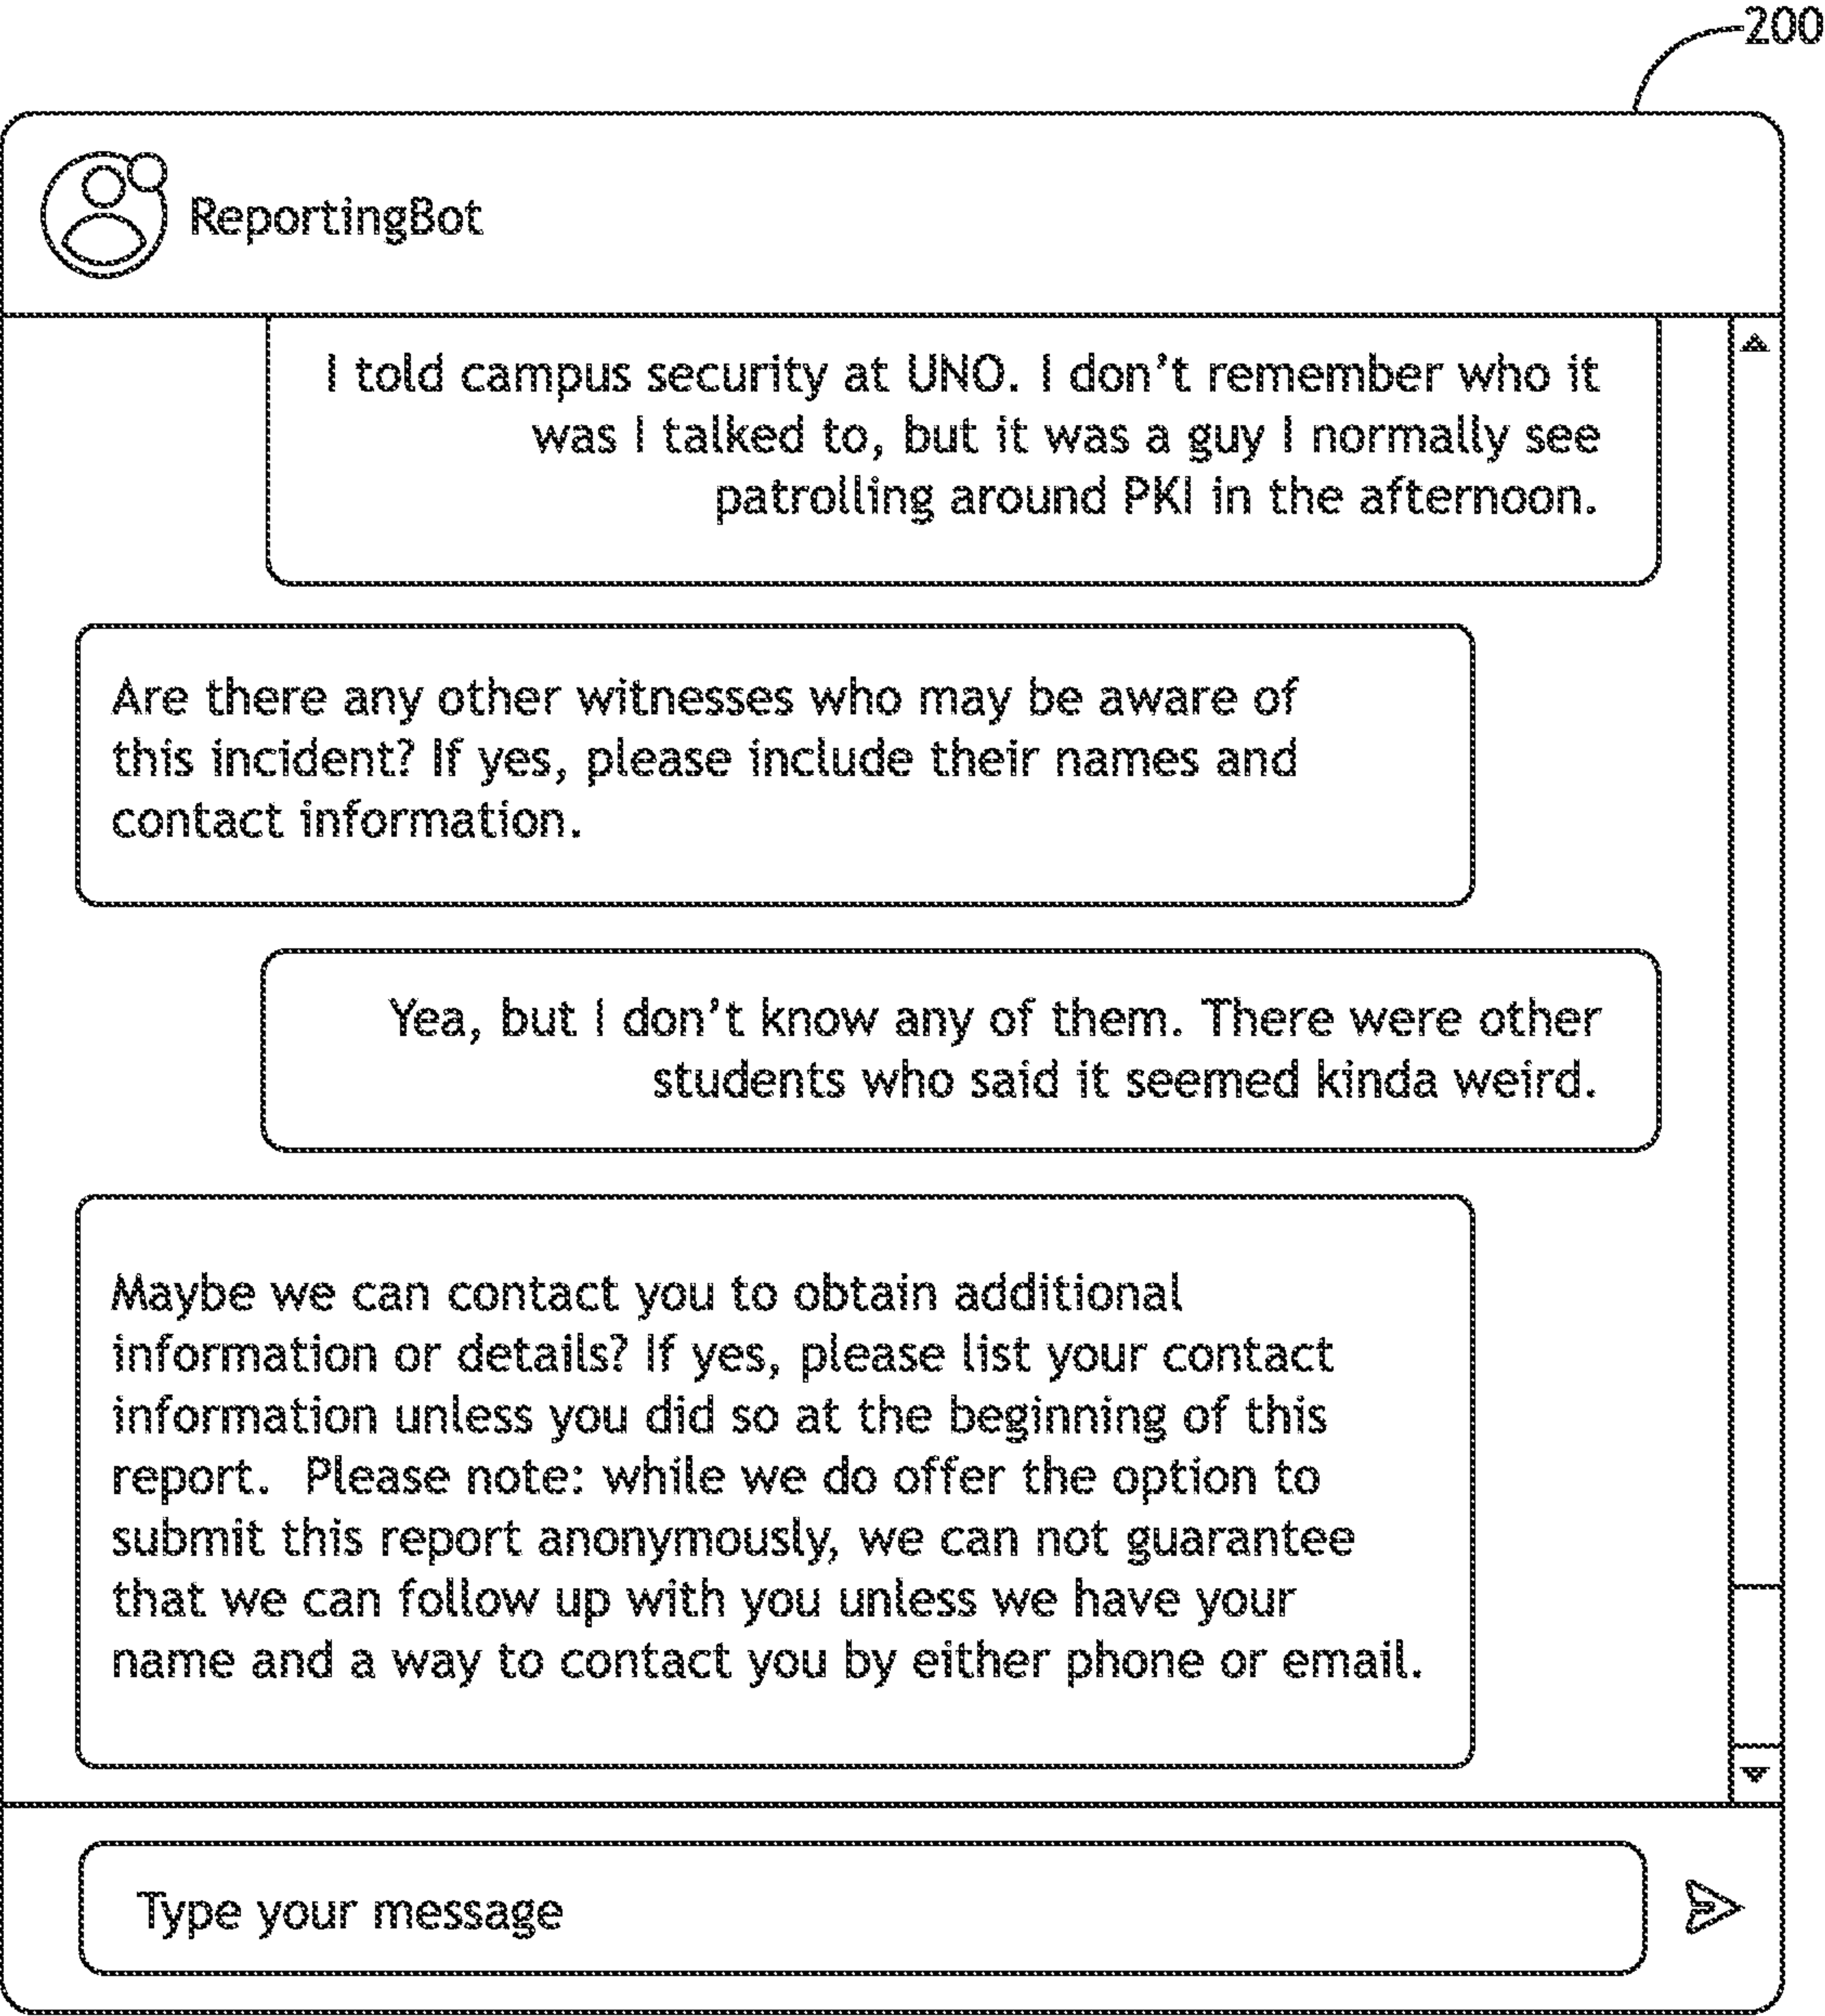 200
ReportingBot
I told campus security at UNO. I don't remember who it
was I talked to, but it was a guy I normally see
patrolling around PKI in the afternoon.
Are there any other witnesses who may be aware of
this incident? If yes, please include their names and
contact information.
Yea, but I don't know any of them. There were other
students who said it seemed kinda weird.
Maybe we can contact you to obtain additional
information or details? If yes, please list your contact
information unless you did so at the beginning of this
report.  Please note: while we do offer the option to
submit this report anonymously, we can not guarantee
that we can follow up with you unless we have your
name and a way to contact you by either phone or email.
Type your message